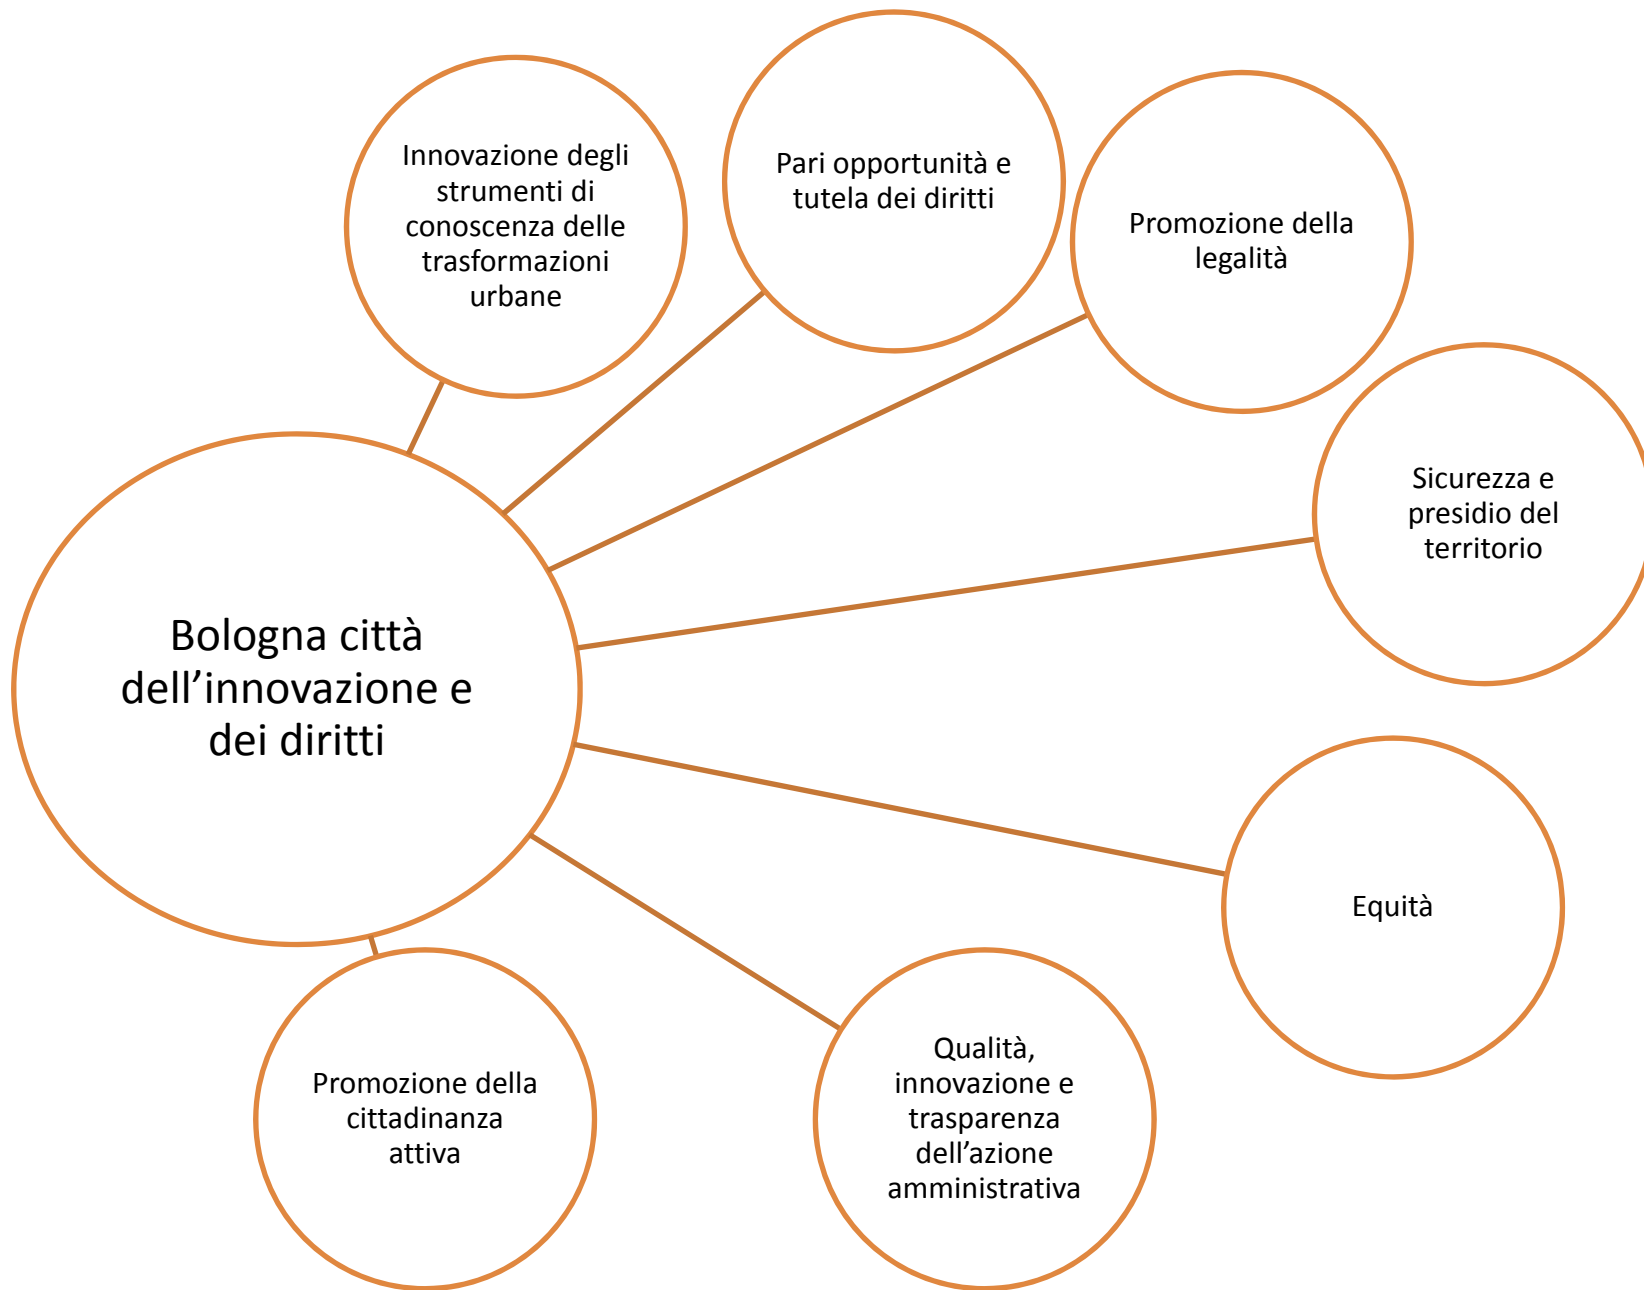 Innovazione degli
strumenti di
conoscenza delle
trasformazioni
urbane
Pari opportunità e
tutela dei diritti
Promozione della
legalità
Sicurezza e
presidio del
territorio
Bologna città
dell’innovazione e
dei diritti
Equità
Qualità,
innovazione e
trasparenza
dell’azione
amministrativa
Promozione della
cittadinanza
attiva